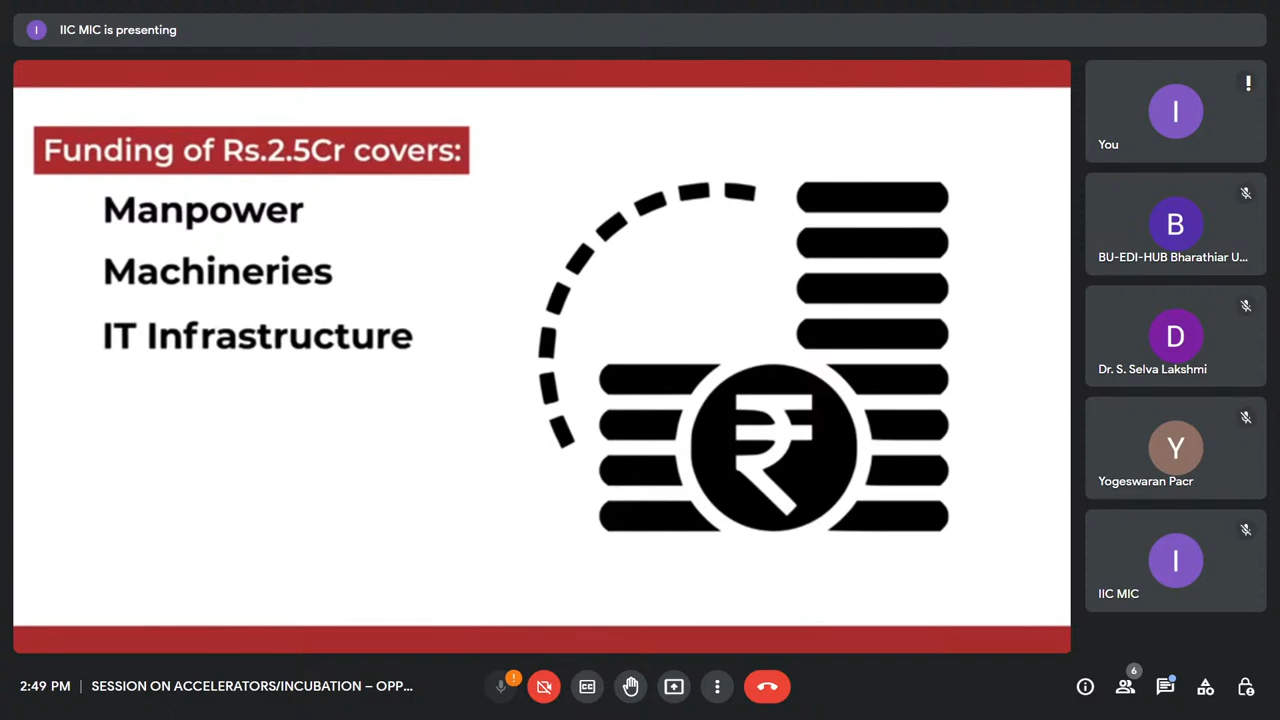 I
IIC MIC is presenting
Funding of Rs.2.5Cr covers:
Manpower
Machineries
IT Infrastructure
₹
I
You
B
BU-EDI-HUB Bharathiar U...
D
Dr. S. Selva Lakshmi
Y
Yogeswaran Pacr
I
IIC MIC
2:49 PM | SESSION ON ACCELERATORS/INCUBATION – OPP...
CC
6